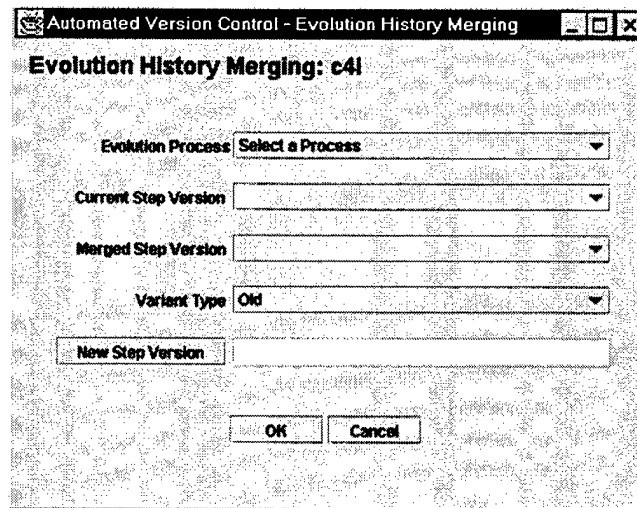 Automated Version Control - Evolution History Merging
Evolution History Merging: c4i
Evolution Process Select a Process
Current Step Version
Merged Step Version
Variant Type Old
New Step Version
OK Cancel